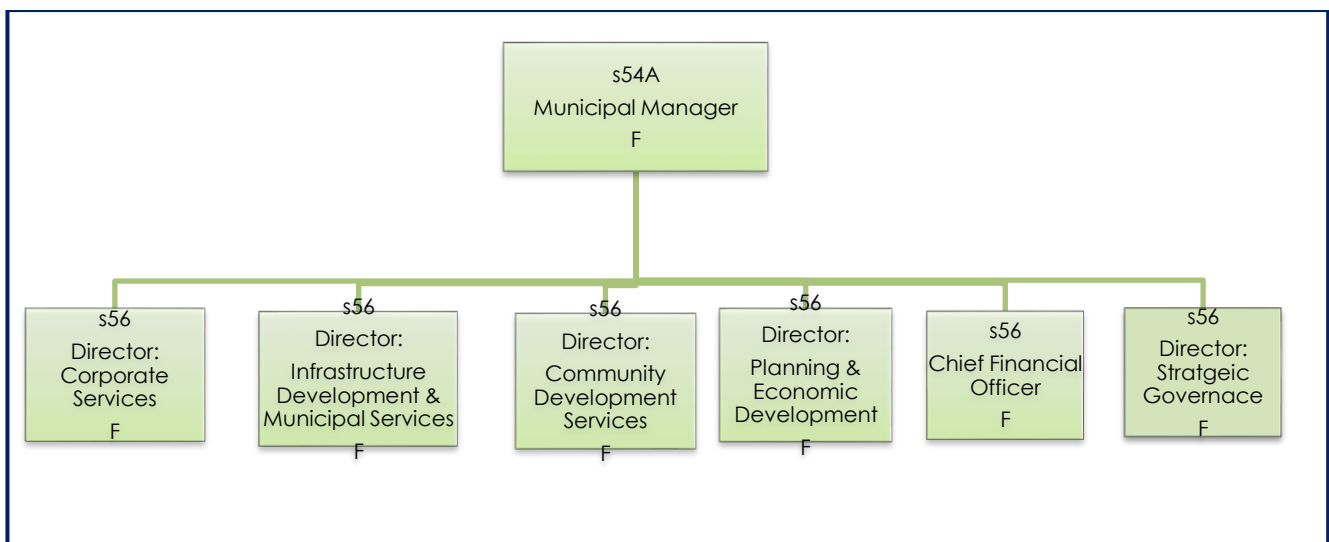 s54A
Municipal Manager
F
s56
Director:
Corporate
Services
F
s56
Director:
Infrastructure
Development &
Municipal Services
F
s56
Director:
Community
Development
Services
F
s56
Director:
Planning &
Economic
Development
F
s56
Chief Financial
Officer
F
s56
Director:
Stratgeic
Governace
F